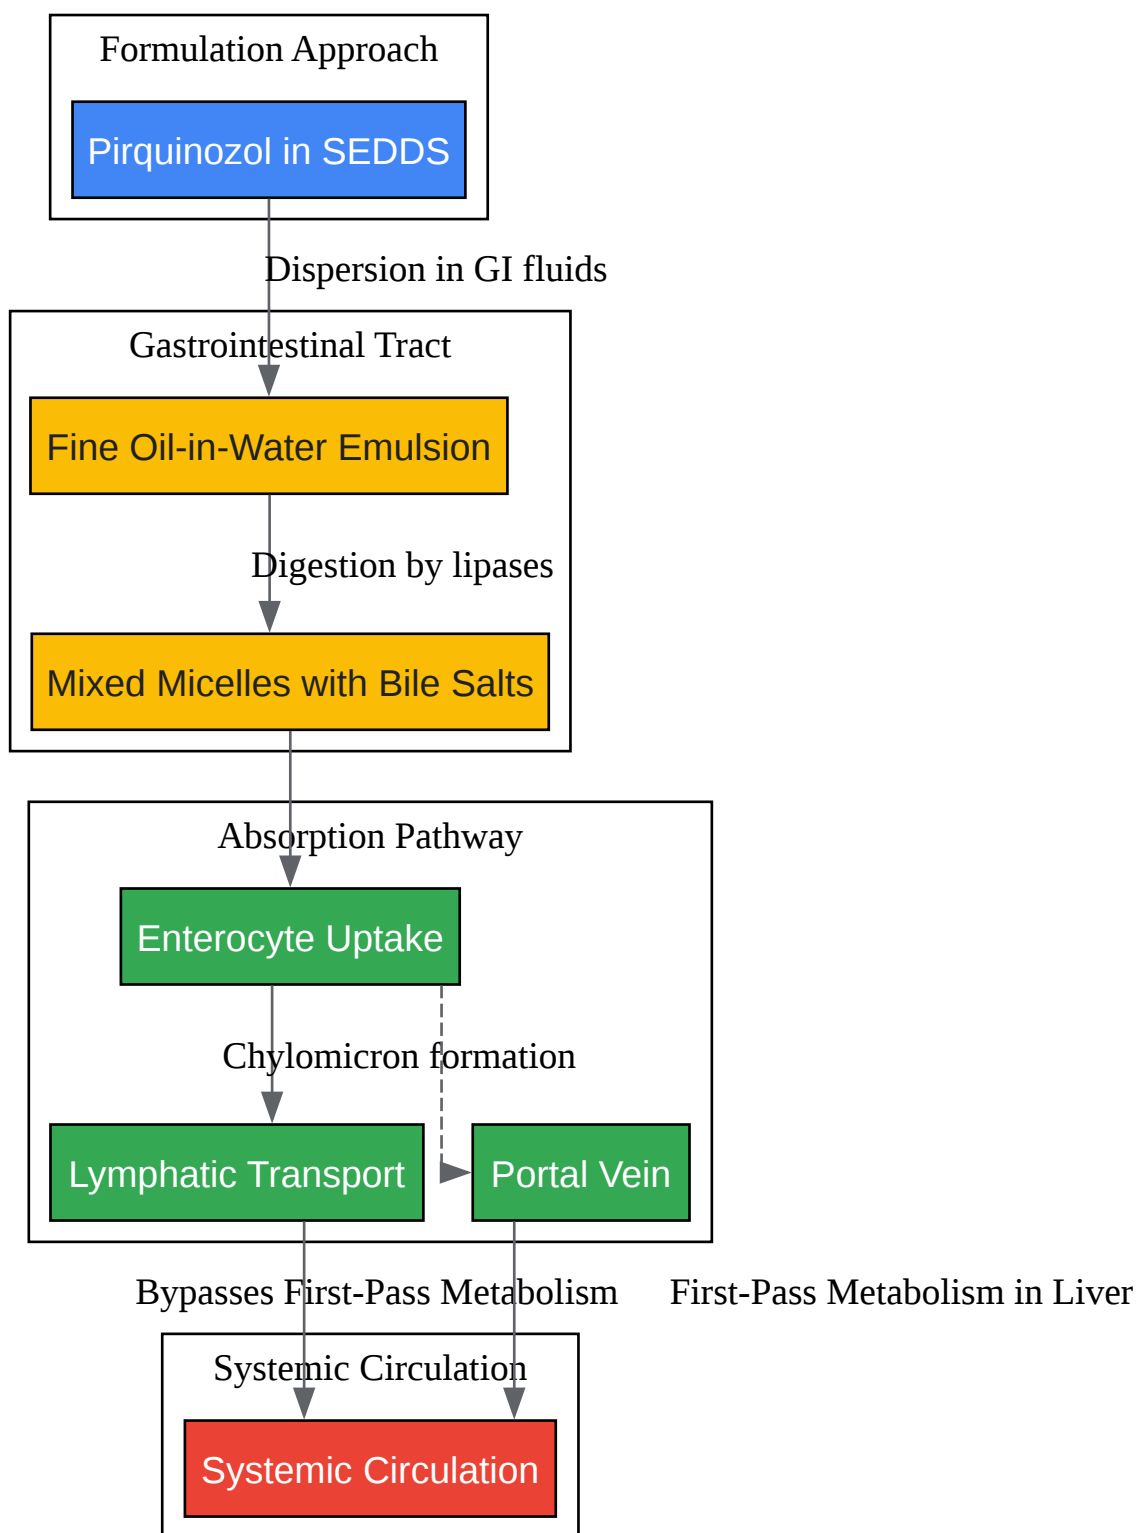 Formulation Approach
Pirquinozol in SEDDS
Dispersion in GI fluids
Gastrointestinal Tract
Fine Oil-in-Water Emulsion
Digestion by lipases
Mixed Micelles with Bile Salts
Absorption Pathway
Enterocyte Uptake
Chylomicron formation
Lymphatic Transport
Portal Vein
Bypasses First-Pass Metabolism
First-Pass Metabolism in Liver
Systemic Circulation
Systemic Circulation